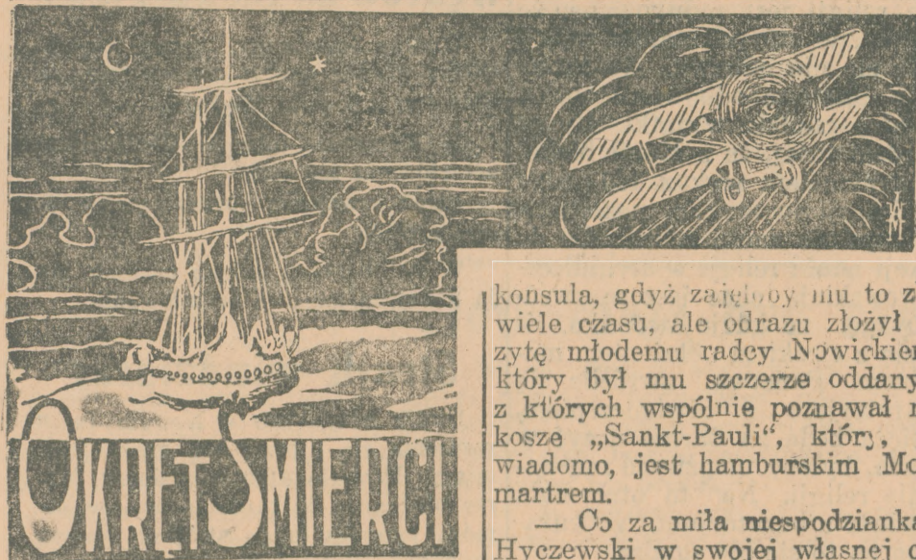 OKRĘT ŚMIERCI
konsula, gdyż zajęłoby mu to z
wiele czasu, ale odrazu złożył
zytę młodemu radcy Nowickiem
który był mu szczerze oddany
z których wspólnie poznawał r
kosze „Sankt-Pauli“, który,
wiadomo, jest hamburskim Mo
martrem.
— Co za miła niespodzianka
Hyczewski w swojej własnej o